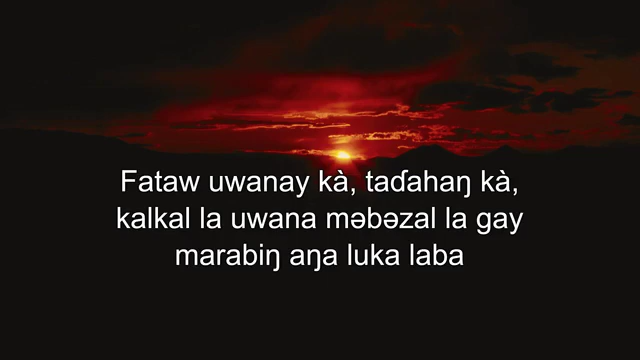 Fataw uwanay kà, taɗahaŋ kà,
kalkal la uwana məbəzal la gay
marabiŋ aŋa luka laba